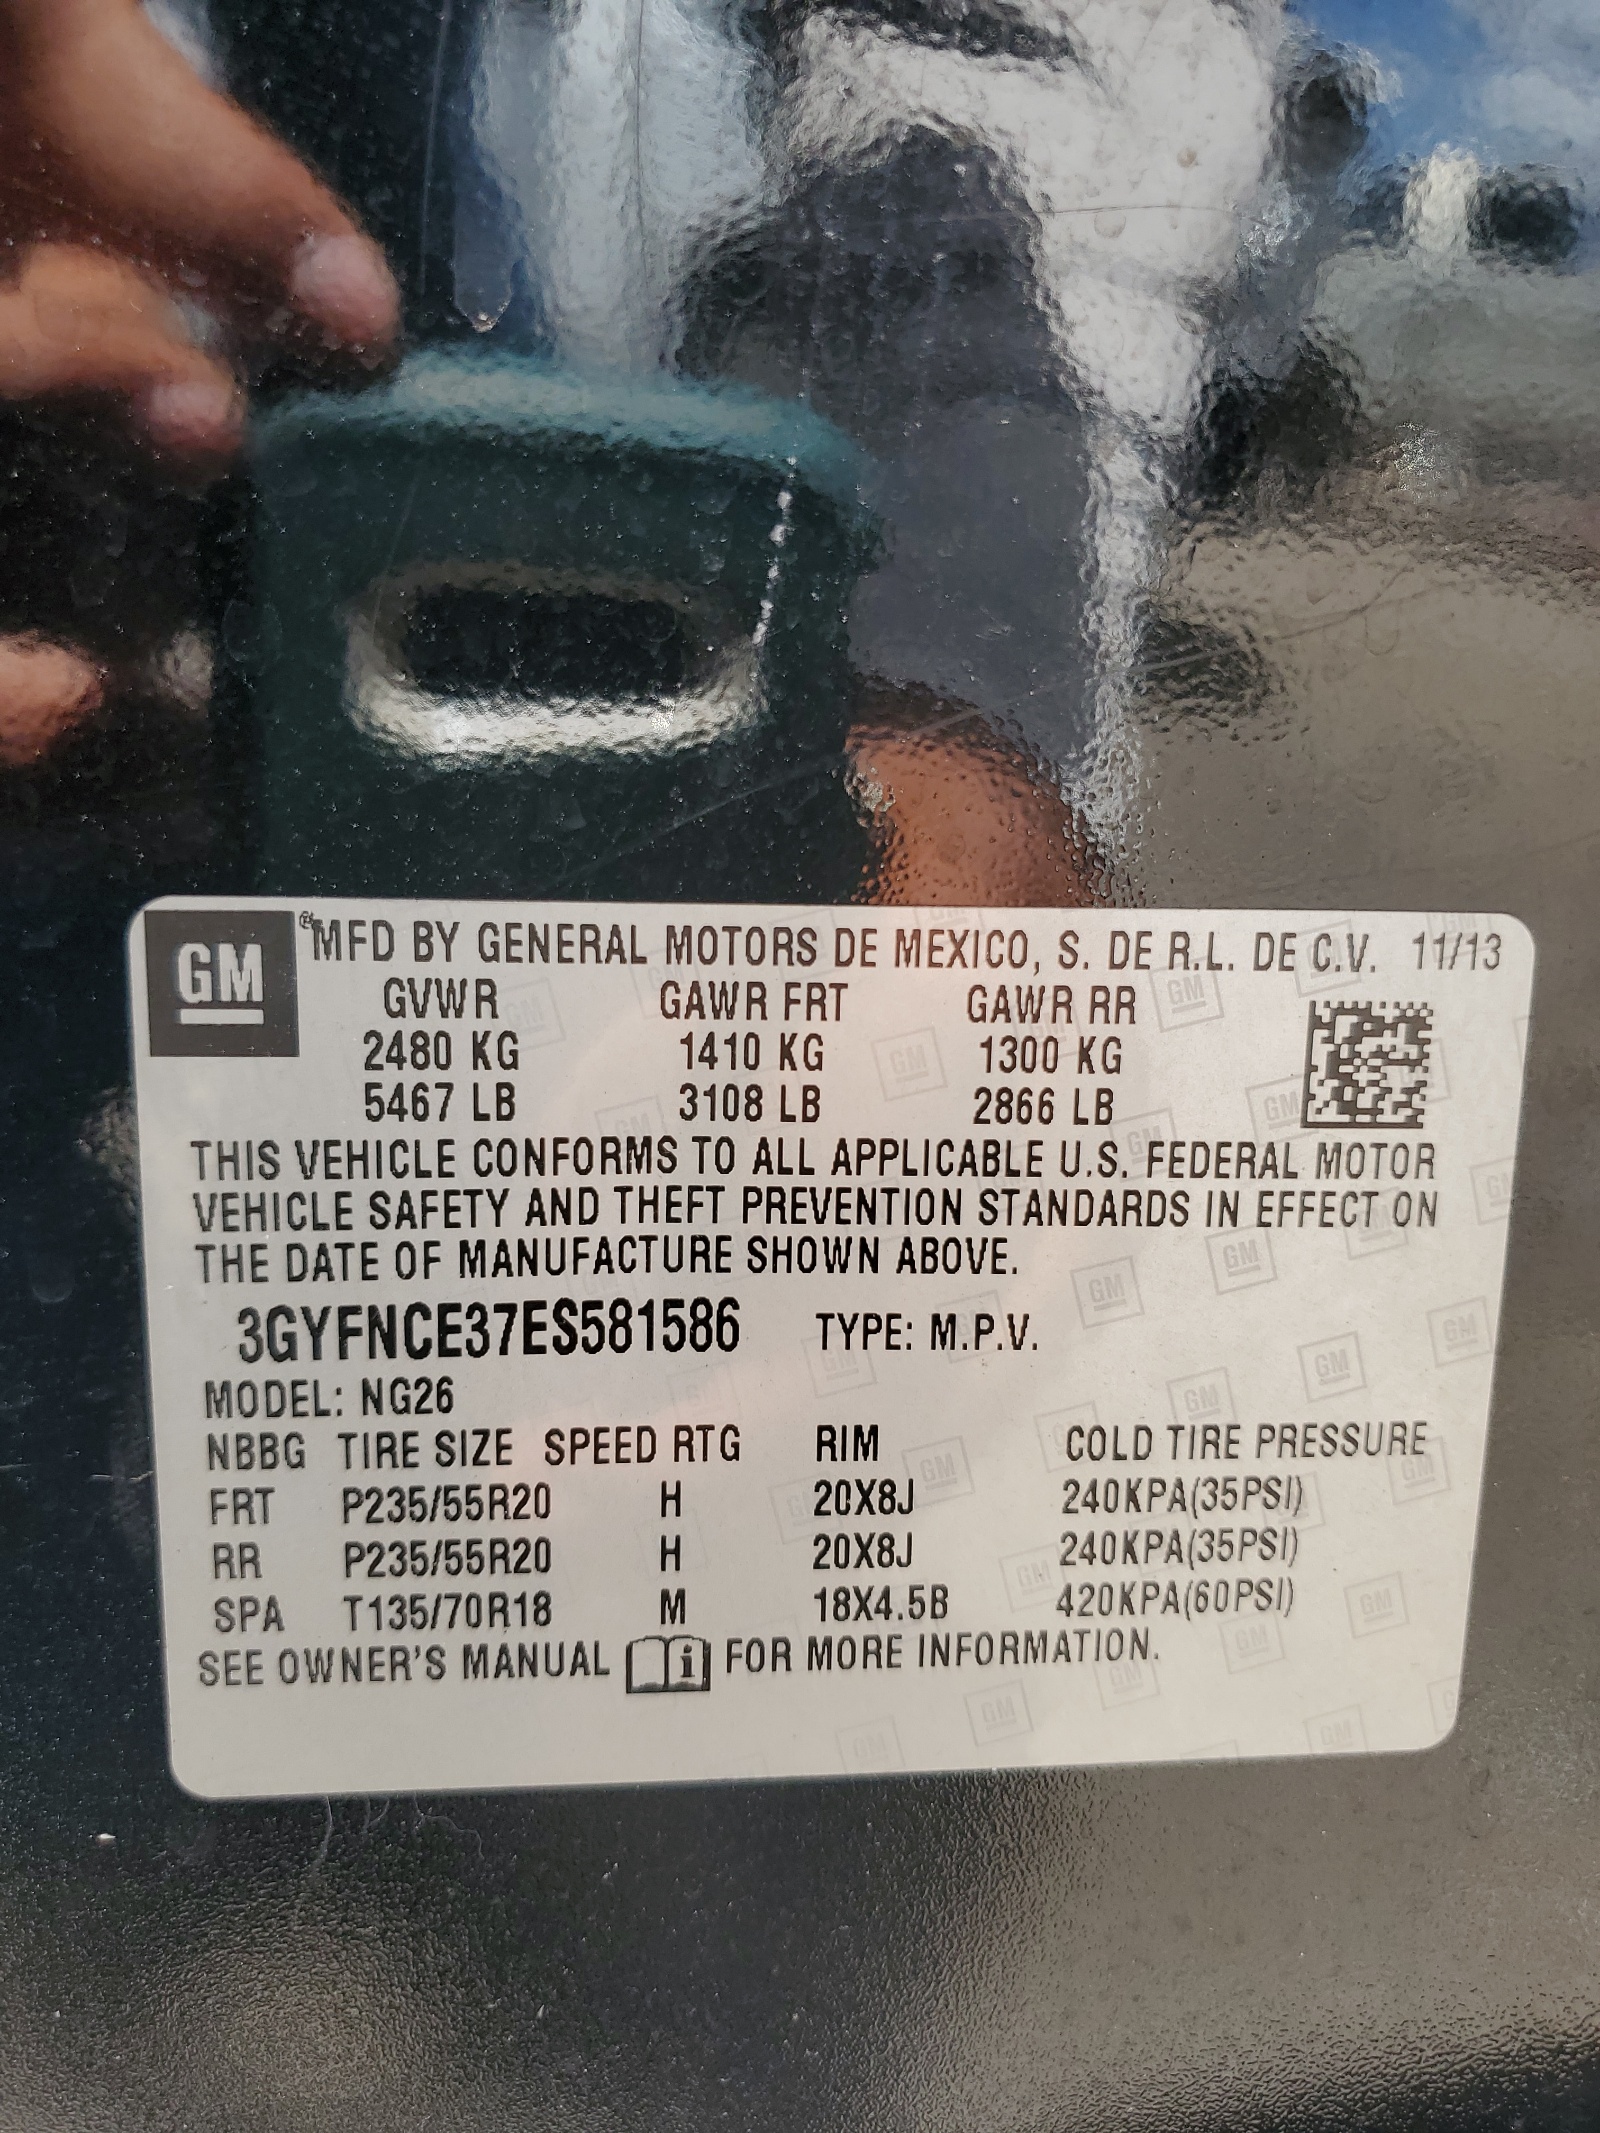 GM ® MFD BY GENERAL MOTORS DE MEXICO, S. DE R.L. DE C.V. 11/13
GVWR GAWR FRT GAWR RR
2480 KG 1410 KG 1300 KG
5467 LB 3108 LB 2866 LB
THIS VEHICLE CONFORMS TO ALL APPLICABLE U.S. FEDERAL MOTOR
VEHICLE SAFETY AND THEFT PREVENTION STANDARDS IN EFFECT ON
THE DATE OF MANUFACTURE SHOWN ABOVE.
3GYFNCE37ES581586 TYPE: M.P.V.
MODEL: NG26
NBBG TIRE SIZE SPEED RTG RIM COLD TIRE PRESSURE
FRT P235/55R20 H 20X8J 240KPA(35PSI)
RR P235/55R20 H 20X8J 240KPA(35PSI)
SPA T135/70R18 M 18X4.5B 420KPA(60PSI)
SEE OWNER'S MANUAL i FOR MORE INFORMATION.